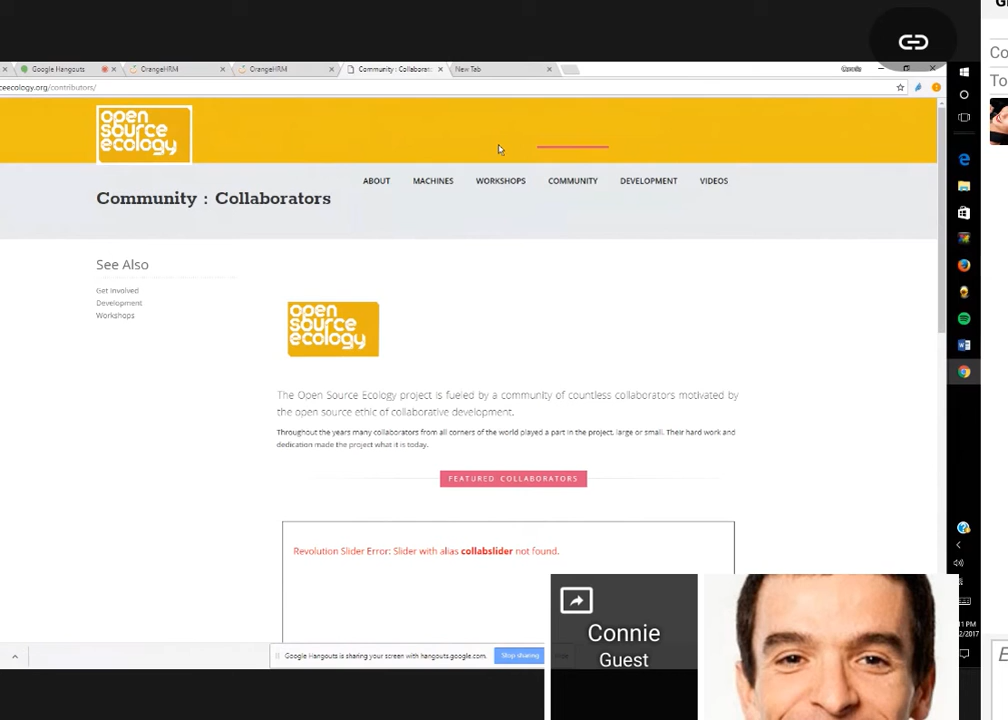 Google Hangouts
OrangeHRM
OrangeHRM
Community : Collaborat
New Tab
Connie
ceecology.org/contributors/
open
source
ecology
ABOUT
MACHINES
WORKSHOPS
COMMUNITY
DEVELOPMENT
VIDEOS
Community : Collaborators
See Also
Get Involved
Development
Workshops
open
source
ecology
The Open Source Ecology project is fueled by a community of countless collaborators motivated by
the open source ethic of collaborative development.
Throughout the years many collaborators from all corners of the world played a part in the project, large or small. Their hard work and
dedication made the project what it is today.
FEATURED COLLABORATORS
Revolution Slider Error: Slider with alias collabslider not found.
Google Hangouts is sharing your screen with hangouts.google.com.
Stop sharing
Connie
Guest
Co
To